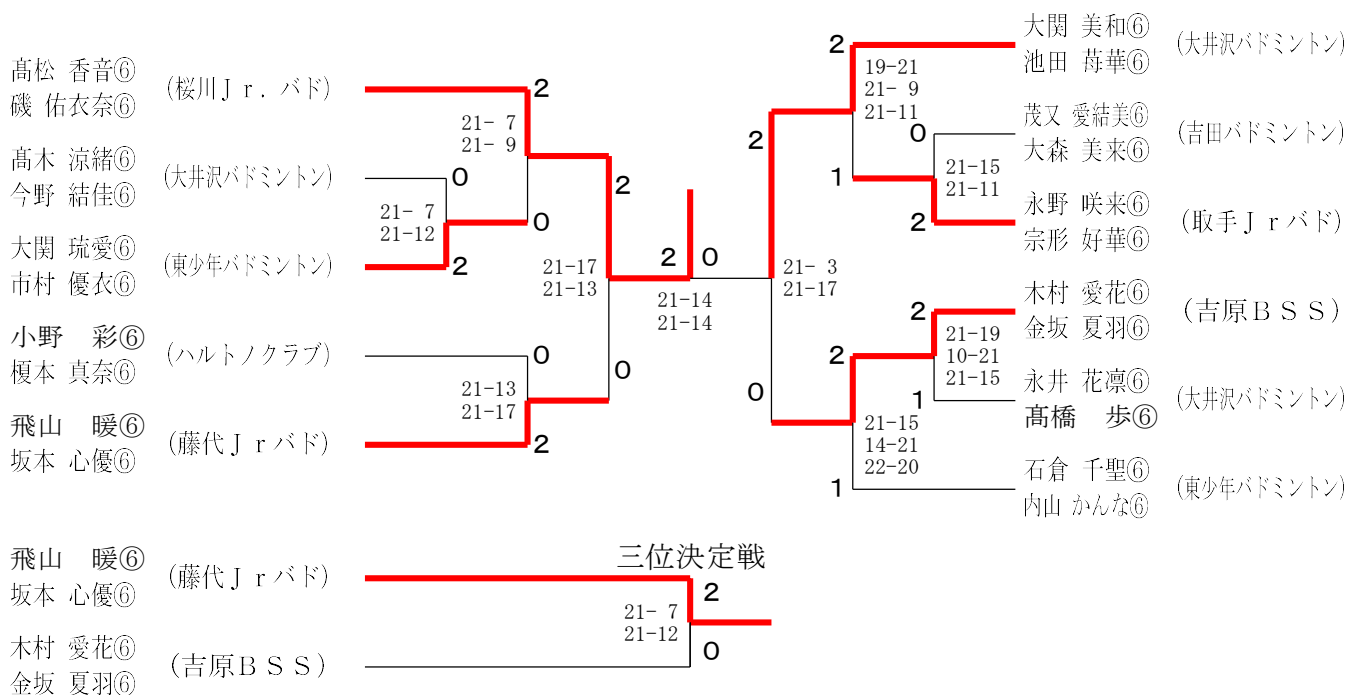 髙松 香音⑥
磯 佑衣奈⑥
(桜川Ｊｒ．バド)
2
21- 7
21- 9
髙木 涼緒⑥
今野 結佳⑥
(大井沢バドミントン)
0
21- 7
21-12
0
大関 琉愛⑥
市村 優衣⑥
(東少年バドミントン)
2
2
21-17
21-13
小野　彩⑥
榎本 真奈⑥
(ハルトノクラブ)
0
21-13
21-17
0
飛山　暖⑥
坂本 心優⑥
(藤代Ｊｒバド)
2
2
0
21-14
21-14
大関 美和⑥
池田 苺華⑥
(大井沢バドミントン)
2
19-21
21- 9
21-11
2
茂又 愛結美⑥
大森 美来⑥
(吉田バドミントン)
0
21-15
21-11
1
永野 咲来⑥
宗形 好華⑥
(取手Ｊｒバド)
2
21- 3
21-17
木村 愛花⑥
金坂 夏羽⑥
(吉原ＢＳＳ)
2
21-19
10-21
21-15
2
永井 花凛⑥
髙橋　歩⑥
(大井沢バドミントン)
1
0
21-15
14-21
22-20
石倉 千聖⑥
内山 かんな⑥
(東少年バドミントン)
1
三位決定戦
飛山　暖⑥
坂本 心優⑥
(藤代Ｊｒバド)
2
21- 7
21-12
木村 愛花⑥
金坂 夏羽⑥
(吉原ＢＳＳ)
0